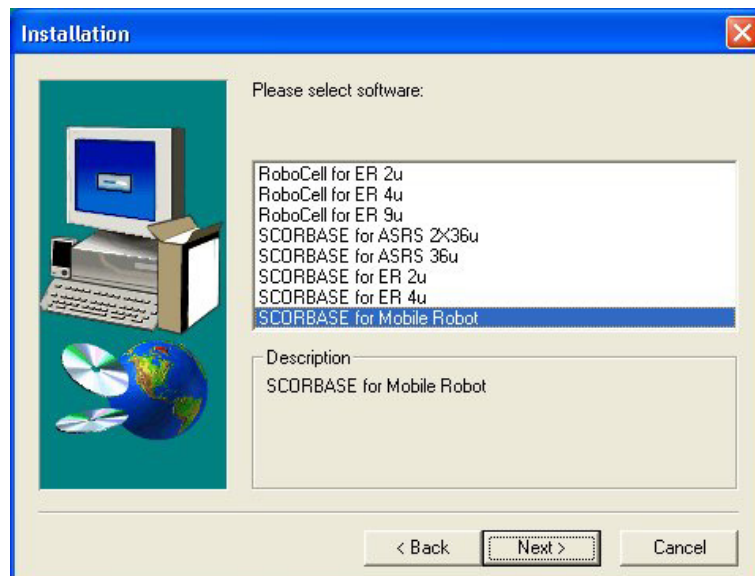 Installation
Please select software:
RoboCell for ER 2u
RoboCell for ER 4u
RoboCell for ER 9u
SCORBASE for ASRS 2X36u
SCORBASE for ASRS 36u
SCORBASE for ER 2u
SCORBASE for ER 4u
SCORBASE for Mobile Robot
Description
SCORBASE for Mobile Robot
< Back Next > Cancel